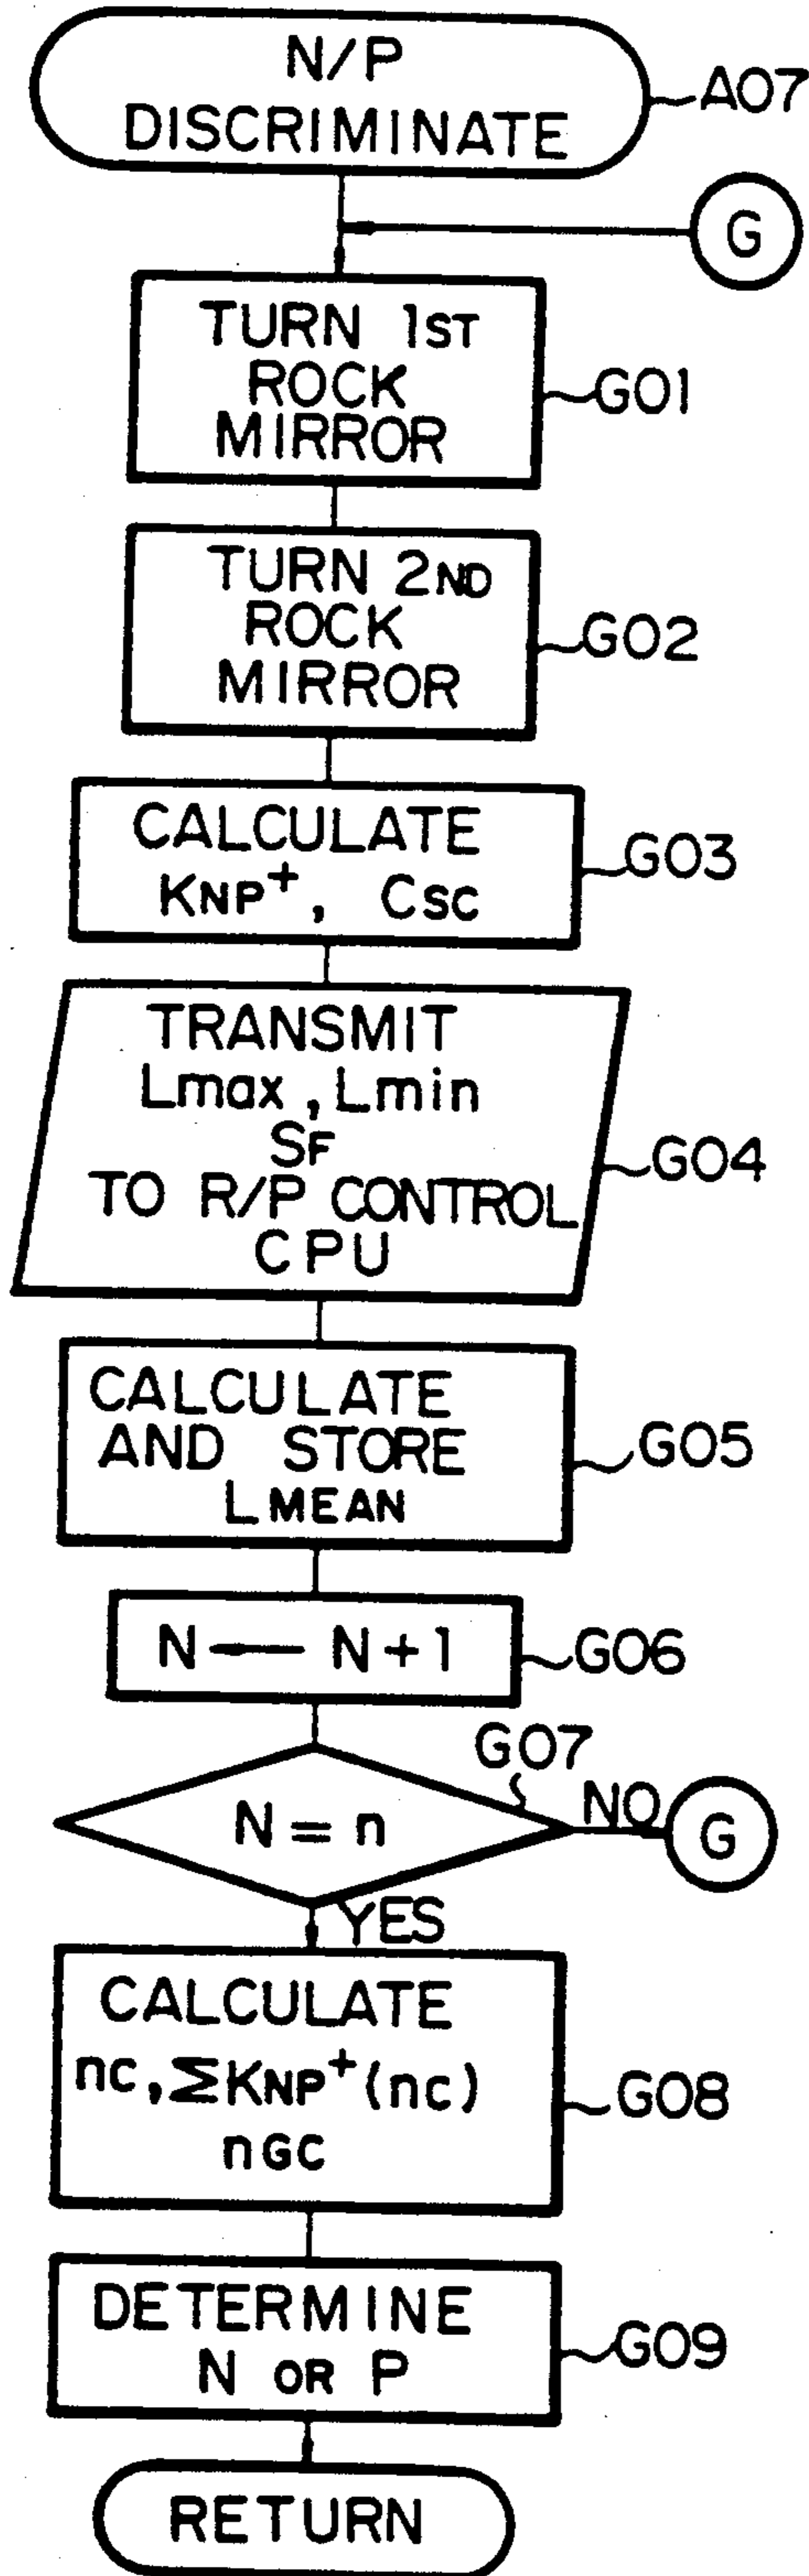 N/P
DISCRIMINATE
A07
G
TURN 1ST
ROCK
MIRROR
G01
TURN 2ND
ROCK
MIRROR
G02
CALCULATE
KNP+, CSC
G03
TRANSMIT
Lmax, Lmin
SF
TO R/P CONTROL
CPU
G04
CALCULATE
AND STORE
LMEAN
G05
N ← N+1
G06
G07
N = n
NO
G
YES
CALCULATE
nc, ΣKNP+(nc)
nGC
G08
DETERMINE
N OR P
G09
RETURN